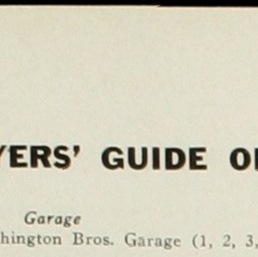 YERS' GUIDE O
Garage
hington Bros. Garage (1, 2, 3,